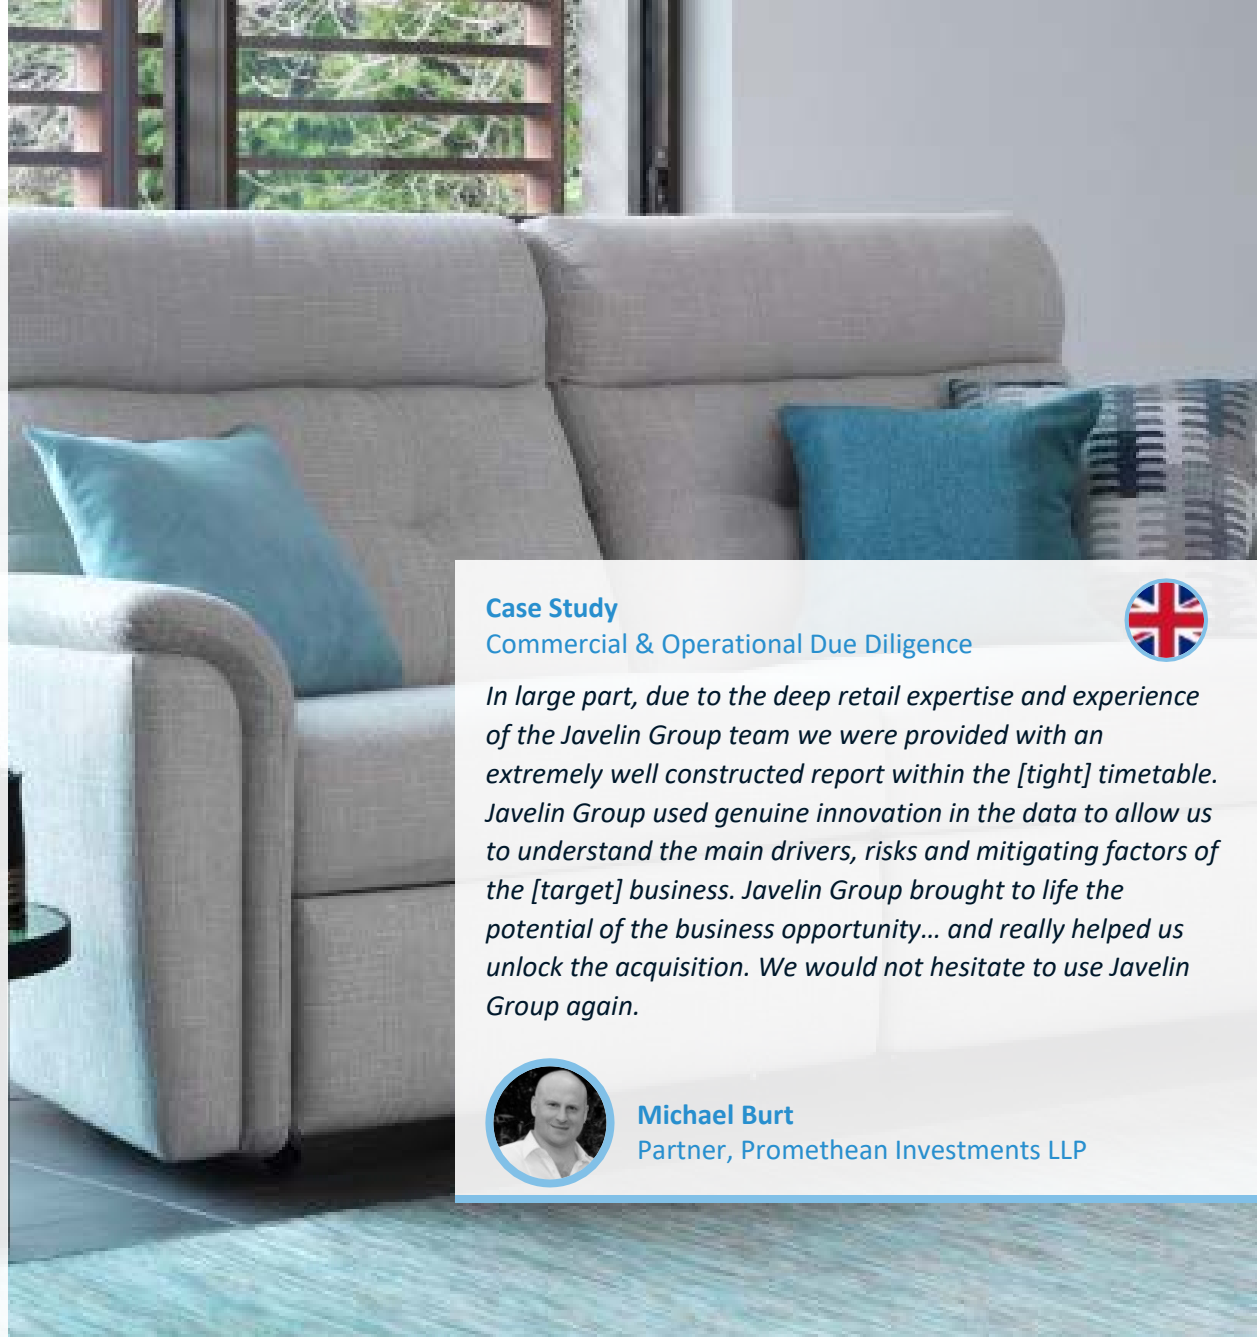 Case Study
Commercial & Operational Due Diligence
In large part, due to the deep retail expertise and experience
of the Javelin Group team we were provided with an
extremely well constructed report within the [tight] timetable.
Javelin Group used genuine innovation in the data to allow us
to understand the main drivers, risks and mitigating factors of
the [target] business. Javelin Group brought to life the
potential of the business opportunity… and really helped us
unlock the acquisition. We would not hesitate to use Javelin
Group again.
Michael Burt
Partner, Promethean Investments LLP